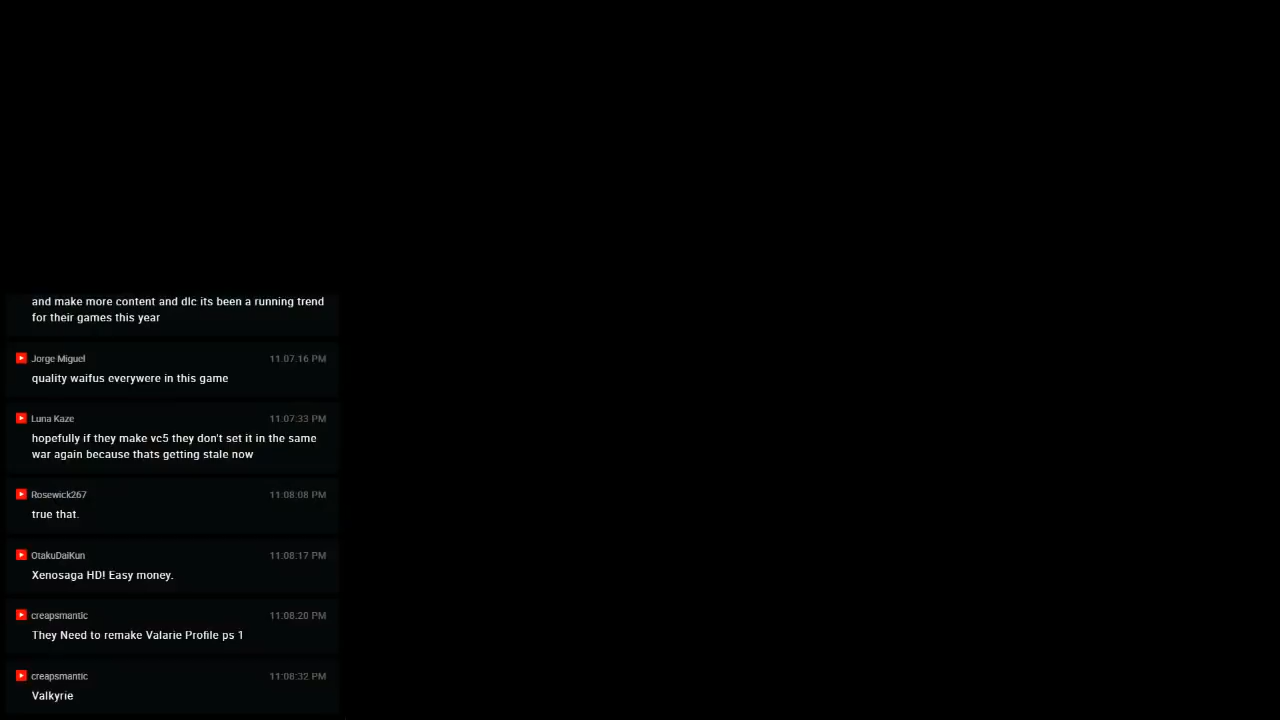 and make more content and dlc its been a running trend
for their games this year
Jorge Miguel 11:07:16 PM
quality waifus everywere in this game
Luna Kaze 11:07:33 PM
hopefully if they make vc5 they don't set it in the same
war again because thats getting stale now
Rosewick267 11:08:08 PM
true that.
OtakuDaiKun 11:08:17 PM
Xenosaga HD! Easy money.
creapsmantic 11:08:20 PM
They Need to remake Valarie Profile ps 1
creapsmantic 11:08:32 PM
Valkyrie